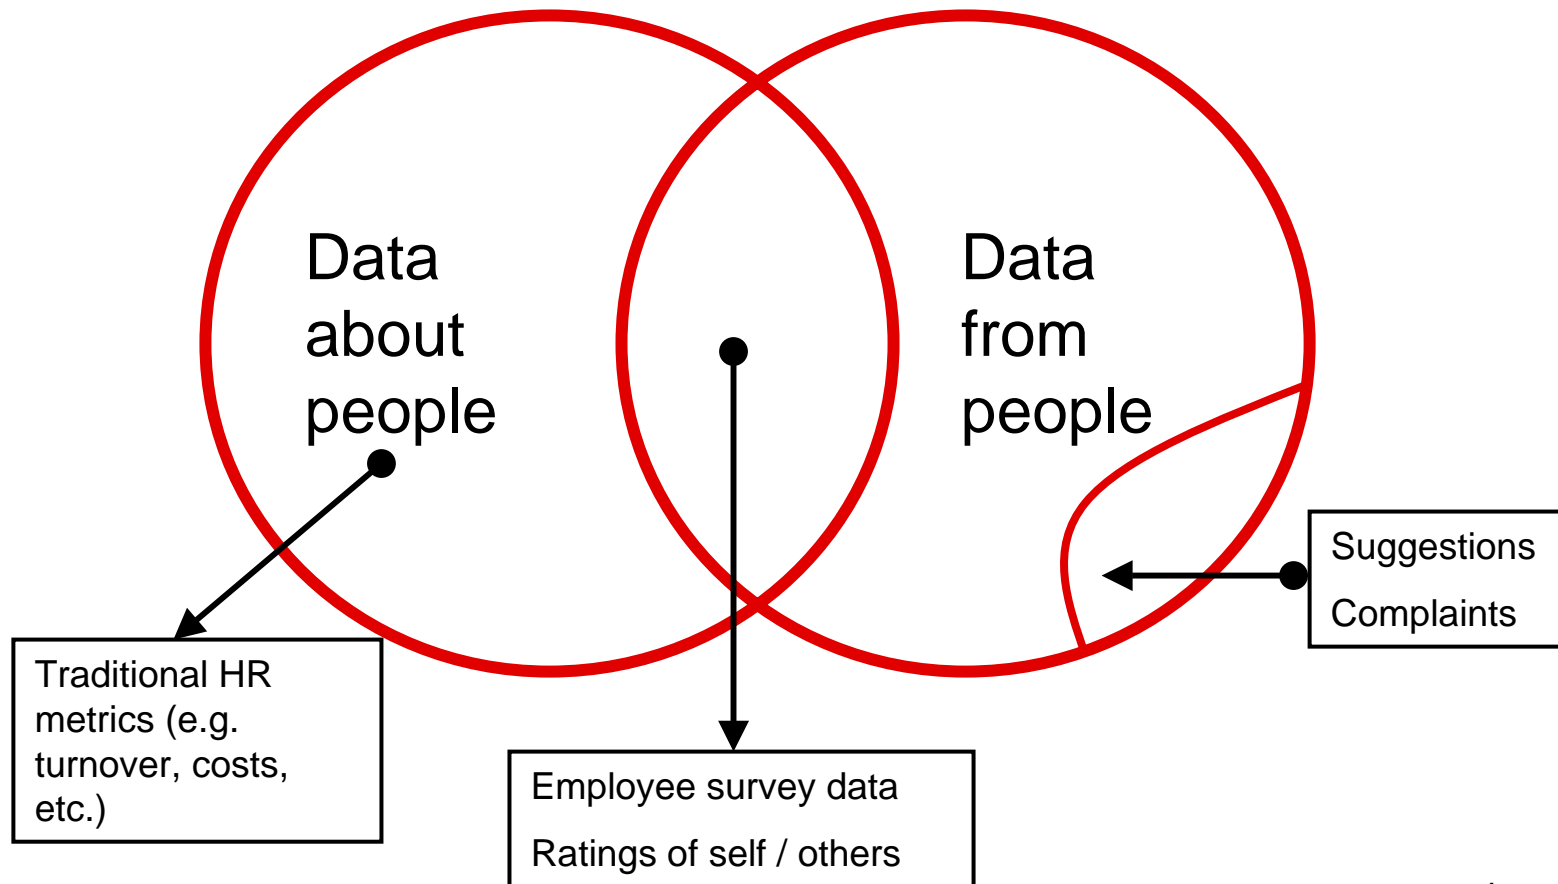 Data
about
people
Data
from
people
Suggestions
Complaints
Traditional HR
metrics (e.g.
turnover, costs,
etc.)
Employee survey data
Ratings of self / others